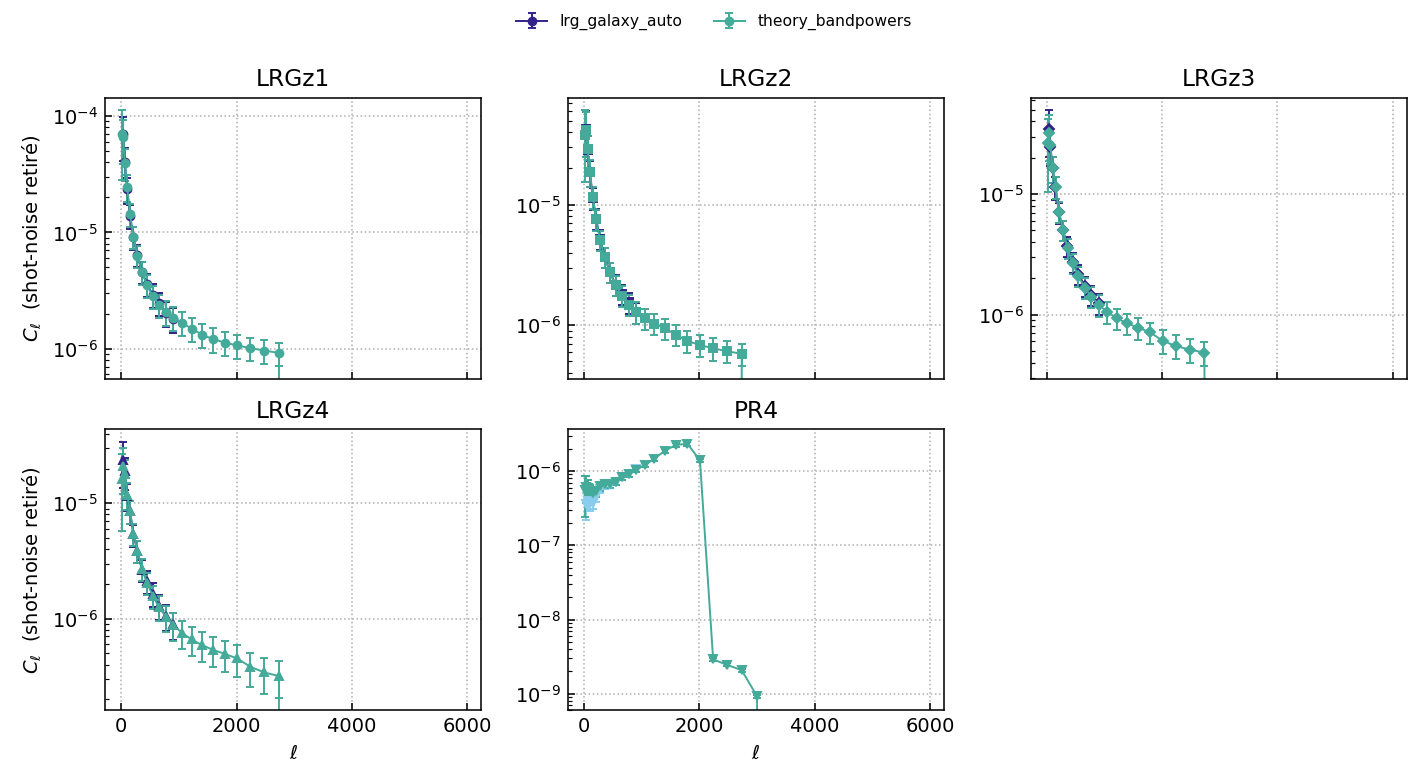 lrg_galaxy_auto theory_bandpowers
LRGz1 LRGz2 LRGz3
C_ℓ (shot-noise retiré)
10⁻⁴
10⁻⁵
10⁻⁶
10⁻⁵
10⁻⁶
10⁻⁵
10⁻⁶
LRGz4 PR4
C_ℓ (shot-noise retiré)
10⁻⁵
10⁻⁶
10⁻⁶
10⁻⁷
10⁻⁸
10⁻⁹
0 2000 4000 6000 0 2000 4000 6000
ℓ ℓ